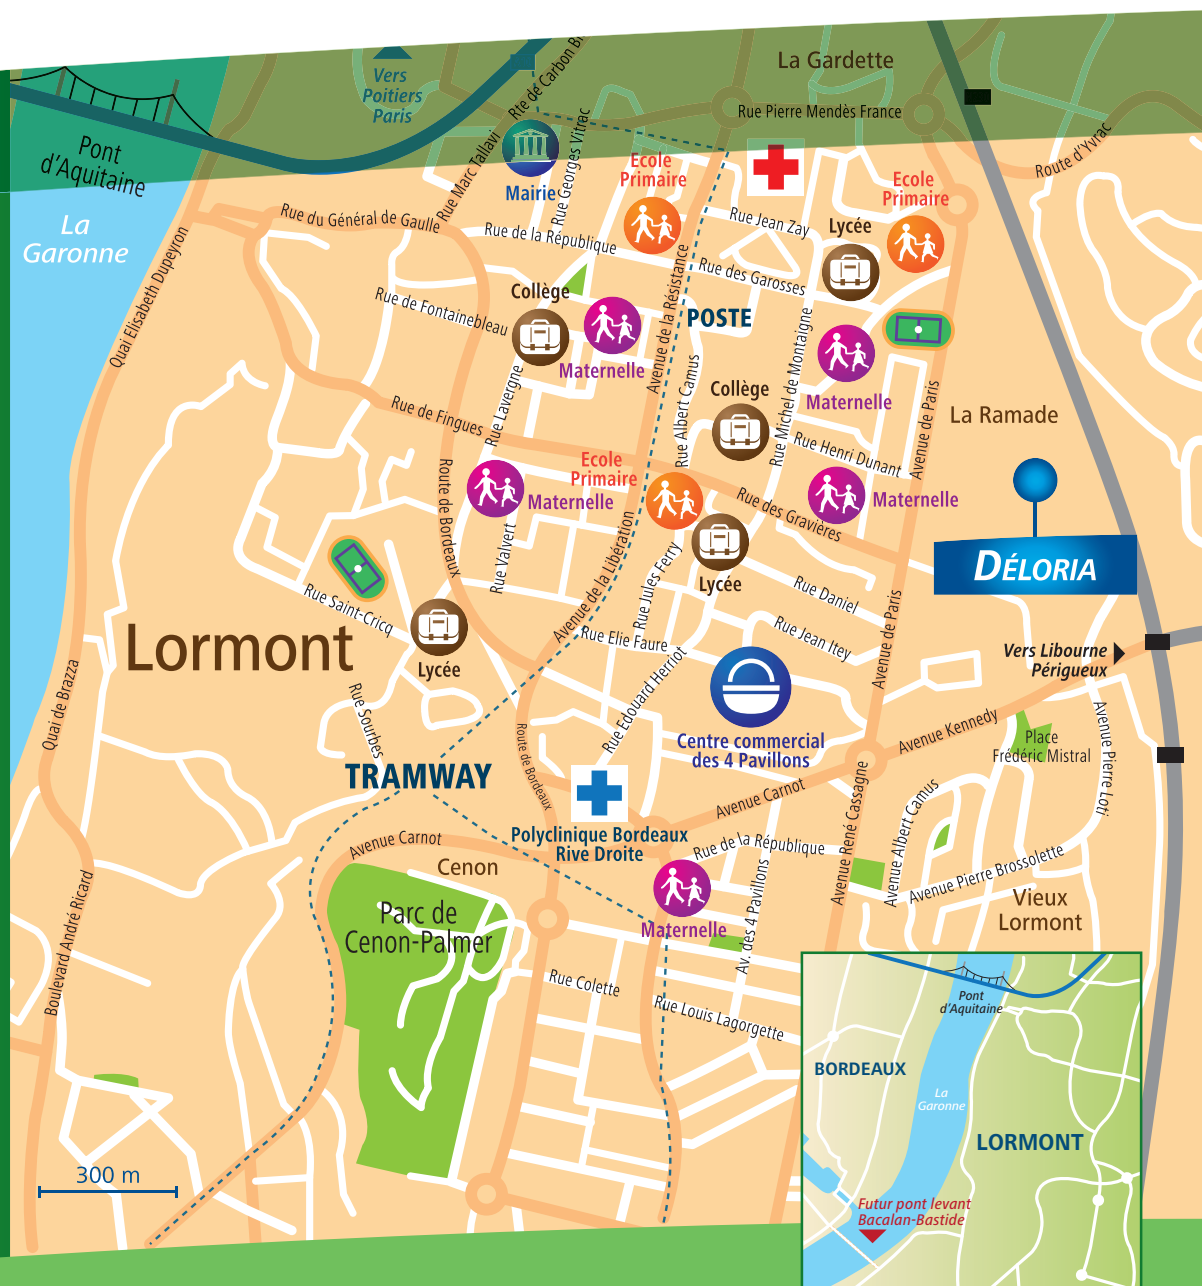 La Gardette
Vers
Poitiers
Paris
Rte de Carbon
Rue Pierre Mendès France
Pont
d'Aquitaine
Rue Marc Tallavi
Rue Georges Vitrac
Ecole
Primaire
Route d'Yvrac
Mairie
Ecole
Primaire
La
Garonne
Rue du Général de Gaulle
Rue de la République
Rue Jean Zay
Lycée
Quai Elisabeth Dupeyron
Rue des Garosses
Collège
Rue de Fontainebleau
Avenue de la Résistance
POSTE
Maternelle
Rue Michel de Montaigne
Rue Albert Camus
Collège
Maternelle
La Ramade
Rue Lavergne
Rue de Fingues
Avenue de Paris
Rue Henri Dunant
Ecole
Primaire
Maternelle
Maternelle
Route de Bordeaux
Rue des Gravières
Rue Valvert
Avenue de la Libération
Rue Jules Ferry
Lycée
DÉLORIA
Rue Daniel
Rue Saint-Cricq
Rue Elie Faure
Rue Jean Itey
Avenue de Paris
Lormont
Lycée
Vers Libourne
Périgueux
Quai de Brazza
Rue Sourbes
Rue Edouard Herriot
Centre commercial
des 4 Pavillons
Avenue Kennedy
Place
Frédéric Mistral
Avenue Pierre Loti
Route de Bordeaux
TRAMWAY
Avenue Carnot
Avenue René Cassagne
Avenue Albert Camus
Polyclinique Bordeaux
Rive Droite
Avenue Carnot
Rue de la République
Cenon
Avenue Pierre Brossolette
Vieux
Lormont
Boulevard André Ricard
Parc de
Cenon-Palmer
Maternelle
Av. des 4 Pavillons
Rue Colette
Rue Louis Lagorgette
Pont
d'Aquitaine
BORDEAUX
La
Garonne
LORMONT
300 m
Futur pont levant
Bacalan-Bastide